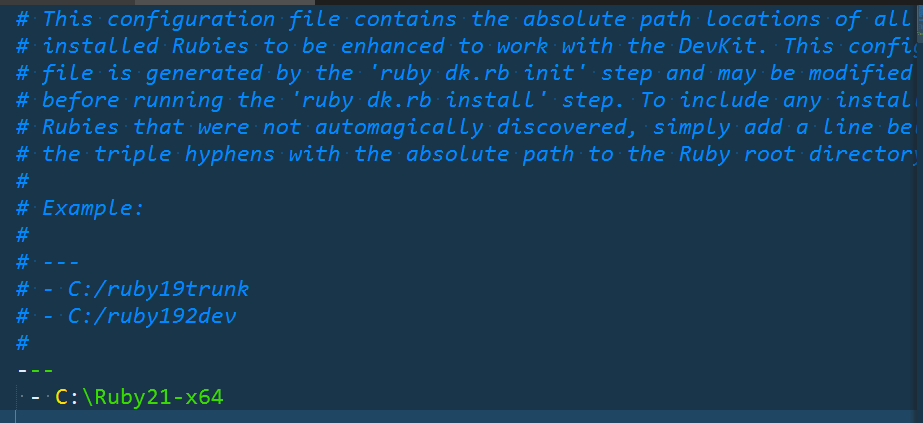 # This configuration file contains the absolute path locations of all
# installed Rubies to be enhanced to work with the DevKit. This config
# file is generated by the 'ruby dk.rb init' step and may be modified
# before running the 'ruby dk.rb install' step. To include any instal
# Rubies that were not automagically discovered, simply add a line be
# the triple hyphens with the absolute path to the Ruby root directory
#
# Example:
#
# ---
# - C:/ruby19trunk
# - C:/ruby192dev
#
---
 - C:\Ruby21-x64